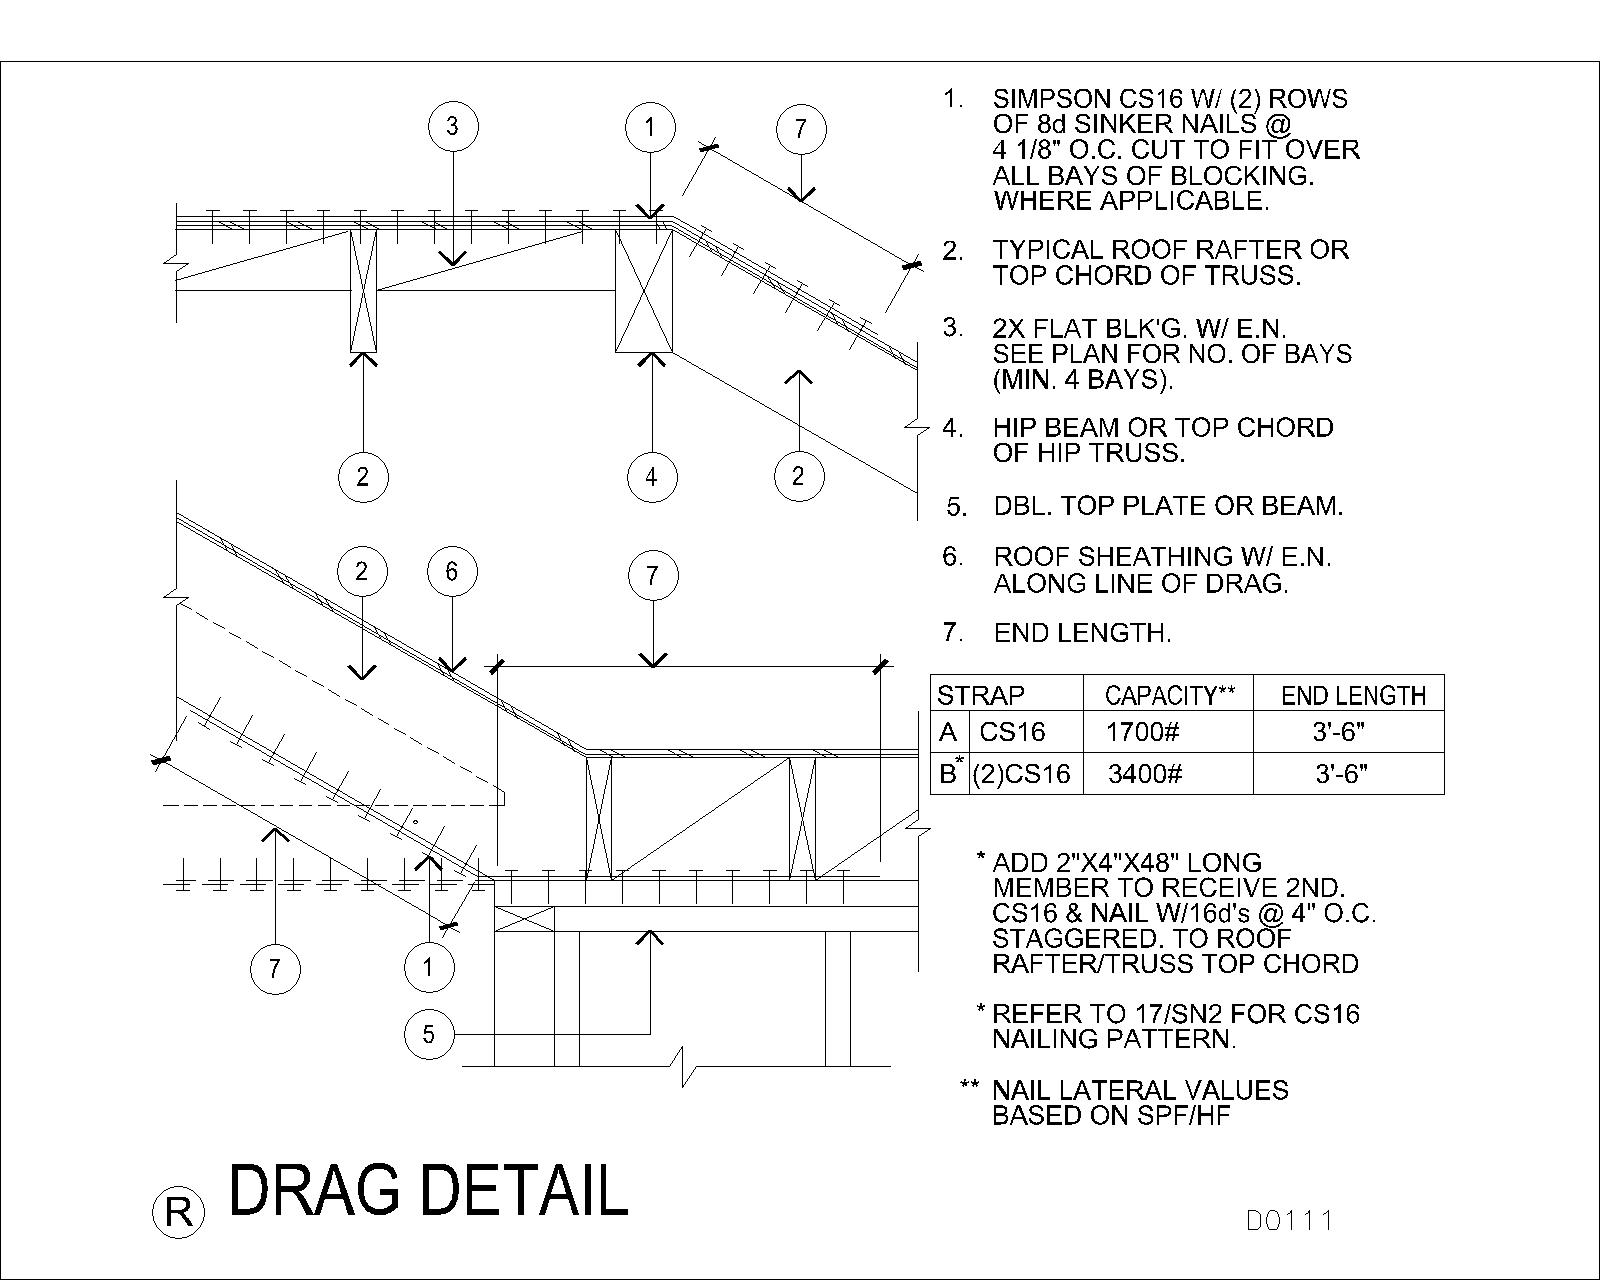 3
1
7
1. SIMPSON CS16 W/ (2) ROWS
OF 8d SINKER NAILS @
4 1/8" O.C. CUT TO FIT OVER
ALL BAYS OF BLOCKING.
WHERE APPLICABLE.
2. TYPICAL ROOF RAFTER OR
TOP CHORD OF TRUSS.
3. 2X FLAT BLK'G. W/ E.N.
SEE PLAN FOR NO. OF BAYS
(MIN. 4 BAYS).
4. HIP BEAM OR TOP CHORD
OF HIP TRUSS.
2
4
2
5. DBL. TOP PLATE OR BEAM.
6. ROOF SHEATHING W/ E.N.
ALONG LINE OF DRAG.
7. END LENGTH.
2
6
7
STRAP CAPACITY** END LENGTH
A CS16 1700# 3'-6"
B* (2)CS16 3400# 3'-6"
* ADD 2"X4"X48" LONG
MEMBER TO RECEIVE 2ND.
CS16 & NAIL W/16d's @ 4" O.C.
STAGGERED. TO ROOF
RAFTER/TRUSS TOP CHORD
* REFER TO 17/SN2 FOR CS16
NAILING PATTERN.
** NAIL LATERAL VALUES
BASED ON SPF/HF
7
1
5
R DRAG DETAIL
D0111